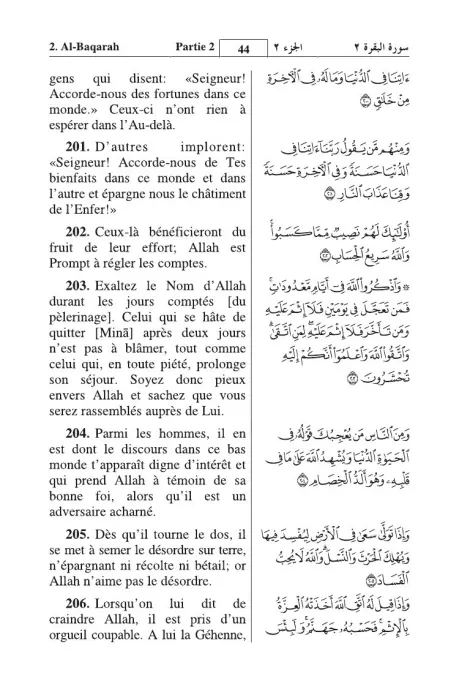 2. Al-Baqarah Partie 2 44 الجزء ٢ سورة البقرة ٢
gens qui disent: «Seigneur!
Accorde-nous des fortunes dans ce
monde.» Ceux-ci n’ont rien à
espérer dans l’Au-delà.
201. D’autres implorent:
«Seigneur! Accorde-nous de Tes
bienfaits dans ce monde et dans
l’autre et épargne nous le châtiment
de l’Enfer!»
202. Ceux-là bénéficieront du
fruit de leur effort; Allah est
Prompt à régler les comptes.
203. Exaltez le Nom d’Allah
durant les jours comptés [du
pèlerinage]. Celui qui se hâte de
quitter [Minā] après deux jours
n’est pas à blâmer, tout comme
celui qui, en toute piété, prolonge
son séjour. Soyez donc pieux
envers Allah et sachez que vous
serez rassemblés auprès de Lui.
204. Parmi les hommes, il en
est dont le discours dans ce bas
monde t’apparaît digne d’intérêt et
qui prend Allah à témoin de sa
bonne foi, alors qu’il est un
adversaire acharné.
205. Dès qu’il tourne le dos, il
se met à semer le désordre sur terre,
n’épargnant ni récolte ni bétail; or
Allah n’aime pas le désordre.
206. Lorsqu’on lui dit de
craindre Allah, il est pris d’un
orgueil coupable. A lui la Géhenne,
ءَاتِنَا فِي ٱلدُّنْيَا وَمَا لَهُۥ فِي ٱلْءَاخِرَةِ
مِنْ خَلَٰقٍ ﴿٢٠٠﴾
وَمِنْهُم مَّن يَقُولُ رَبَّنَآ ءَاتِنَا فِي
ٱلدُّنْيَا حَسَنَةً وَفِي ٱلْءَاخِرَةِ حَسَنَةً
وَقِنَا عَذَابَ ٱلنَّارِ ﴿٢٠١﴾
أُو۟لَٰٓئِكَ لَهُمْ نَصِيبٌ مِّمَّا كَسَبُوا۟ۚ
وَٱللَّهُ سَرِيعُ ٱلْحِسَابِ ﴿٢٠٢﴾
۞ وَٱذْكُرُوا۟ ٱللَّهَ فِيٓ أَيَّامٍ مَّعْدُودَٰتٍۚ
فَمَن تَعَجَّلَ فِي يَوْمَيْنِ فَلَآ إِثْمَ عَلَيْهِ
وَمَن تَأَخَّرَ فَلَآ إِثْمَ عَلَيْهِۚ لِمَنِ ٱتَّقَىٰۗ
وَٱتَّقُوا۟ ٱللَّهَ وَٱعْلَمُوٓا۟ أَنَّكُمْ إِلَيْهِ
تُحْشَرُونَ ﴿٢٠٣﴾
وَمِنَ ٱلنَّاسِ مَن يُعْجِبُكَ قَوْلُهُۥ فِي
ٱلْحَيَوٰةِ ٱلدُّنْيَا وَيُشْهِدُ ٱللَّهَ عَلَىٰ مَا فِي
قَلْبِهِۦ وَهُوَ أَلَدُّ ٱلْخِصَامِ ﴿٢٠٤﴾
وَإِذَا تَوَلَّىٰ سَعَىٰ فِي ٱلْأَرْضِ لِيُفْسِدَ فِيهَا
وَيُهْلِكَ ٱلْحَرْثَ وَٱلنَّسْلَۗ وَٱللَّهُ لَا يُحِبُّ
ٱلْفَسَادَ ﴿٢٠٥﴾
وَإِذَا قِيلَ لَهُ ٱتَّقِ ٱللَّهَ أَخَذَتْهُ ٱلْعِزَّةُ
بِٱلْإِثْمِۚ فَحَسْبُهُۥ جَهَنَّمُۚ وَلَبِئْسَ